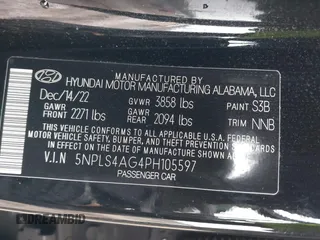 MANUFACTURED BY
HYUNDAI MOTOR MANUFACTURING ALABAMA, LLC
Dec/14/22 GVWR 3858 lbs PAINT S3B
GAWR FRONT 2271 lbs GAWR REAR 2094 lbs TRIM NNB
THIS VEHICLE CONFORMS TO ALL APPLICABLE U.S. FEDERAL
MOTOR VEHICLE SAFETY, BUMPER, AND THEFT PREVENTION
STANDARDS IN EFFECT ON THE DATE OF MANUFACTURE SHOWN ABOVE.
V.I.N 5NPLS4AG4PH105597
PASSENGER CAR